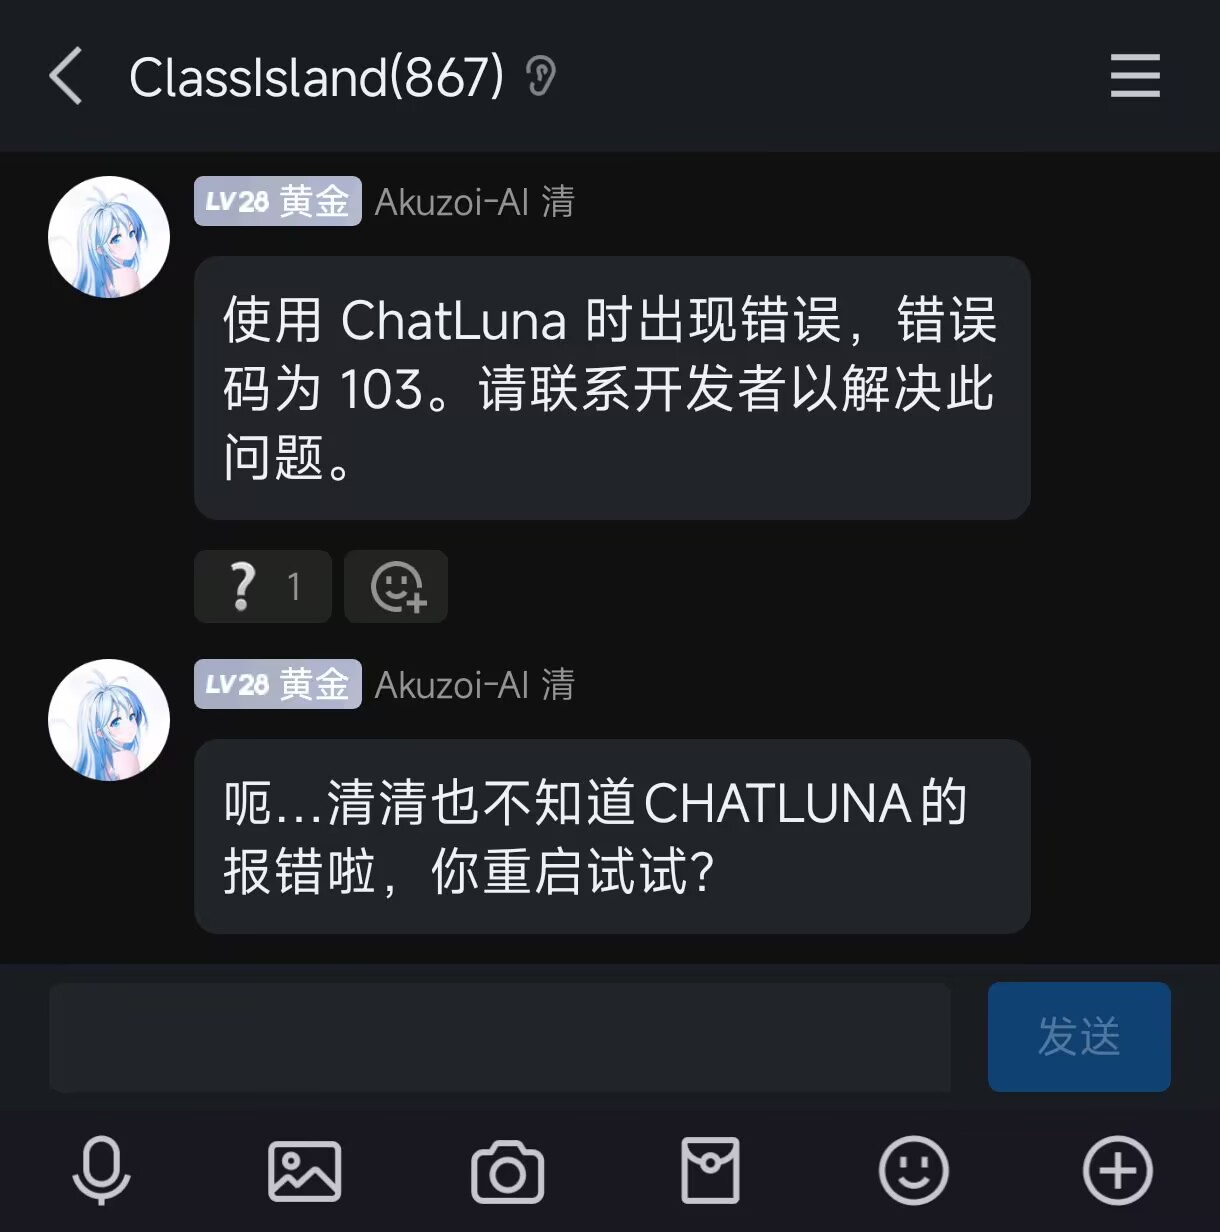 ClassIsland(867)
LV28 黄金 Akuzoi-AI 清
使用 ChatLuna 时出现错误，错误
码为 103。请联系开发者以解决此
问题。
? 1
LV28 黄金 Akuzoi-AI 清
呃...清清也不知道CHATLUNA的
报错啦，你重启试试？
发送